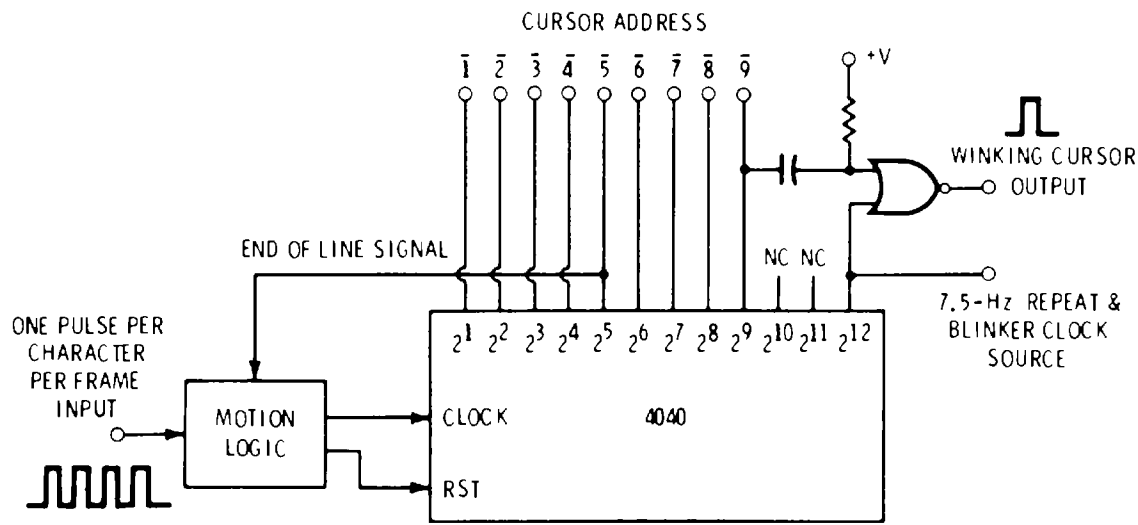 CURSOR ADDRESS
1̅ 2̅ 3̅ 4̅ 5̅ 6̅ 7̅ 8̅ 9̅
+V
WINKING CURSOR
OUTPUT
END OF LINE SIGNAL
NC NC
7.5-Hz REPEAT &
BLINKER CLOCK
SOURCE
ONE PULSE PER
CHARACTER
PER FRAME
INPUT
2¹ 2² 2³ 2⁴ 2⁵ 2⁶ 2⁷ 2⁸ 2⁹ 2¹⁰ 2¹¹ 2¹²
MOTION
LOGIC
CLOCK
4040
RST